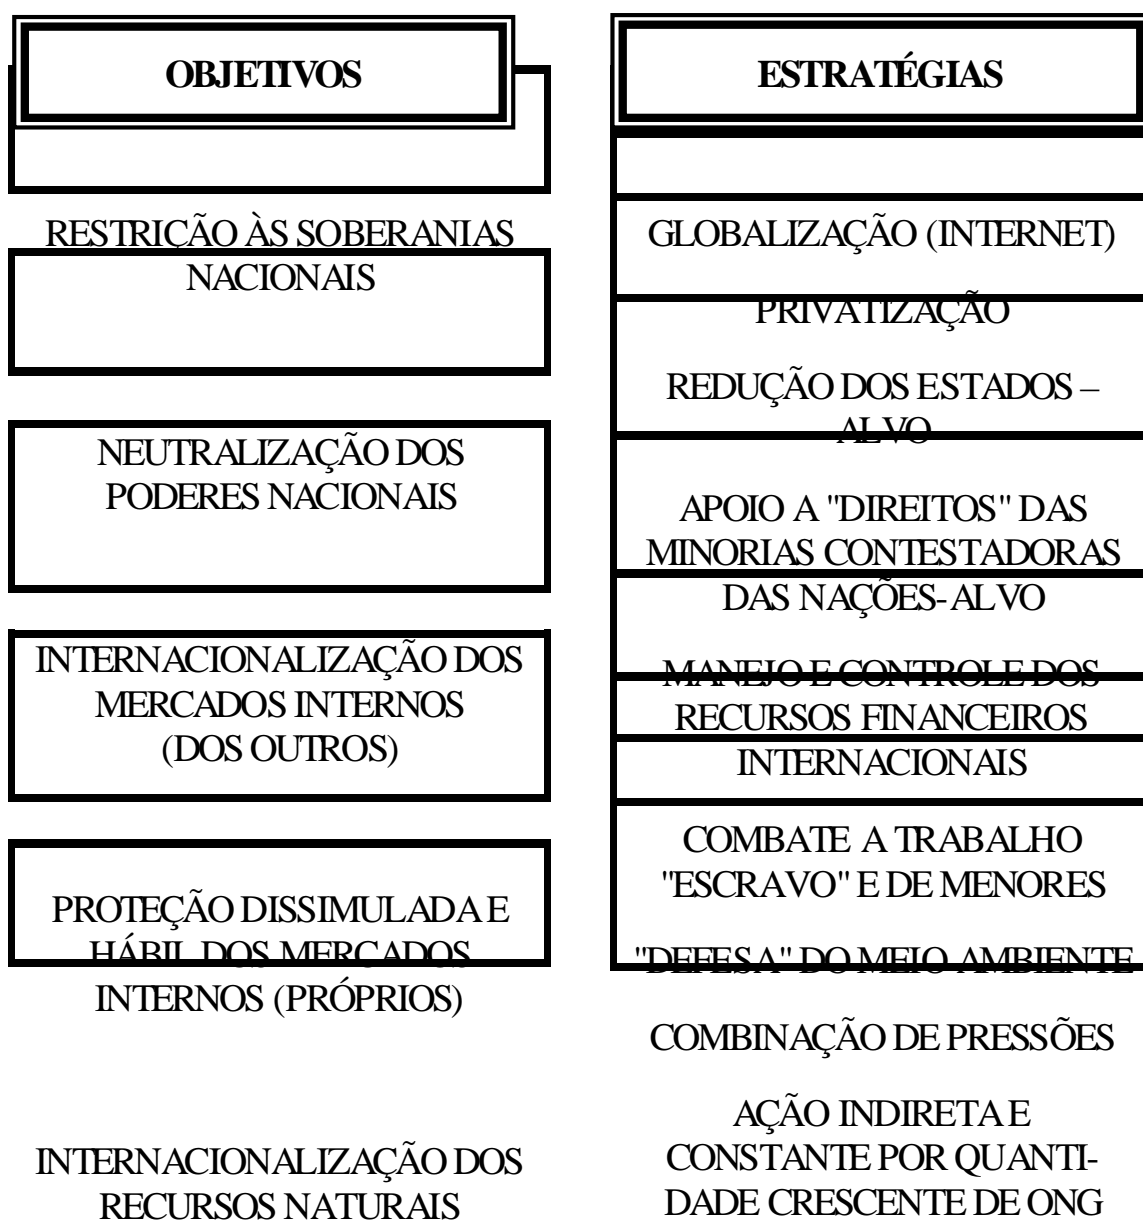 OBJETIVOS
RESTRIÇÃO ÀS SOBERANIAS
NACIONAIS
NEUTRALIZAÇÃO DOS
PODERES NACIONAIS
INTERNACIONALIZAÇÃO DOS
MERCADOS INTERNOS
(DOS OUTROS)
PROTEÇÃO DISSIMULADA E
HÁBIL DOS MERCADOS
INTERNOS (PRÓPRIOS)
INTERNACIONALIZAÇÃO DOS
RECURSOS NATURAIS
ESTRATÉGIAS
GLOBALIZAÇÃO (INTERNET)
PRIVATIZAÇÃO
REDUÇÃO DOS ESTADOS –
ALVO
APOIO A "DIREITOS" DAS
MINORIAS CONTESTADORAS
DAS NAÇÕES-ALVO
MANEJO E CONTROLE DOS
RECURSOS FINANCEIROS
INTERNACIONAIS
COMBATE A TRABALHO
"ESCRAVO" E DE MENORES
"DEFESA" DO MEIO AMBIENTE
COMBINAÇÃO DE PRESSÕES
AÇÃO INDIRETA E
CONSTANTE POR QUANTI-
DADE CRESCENTE DE ONG